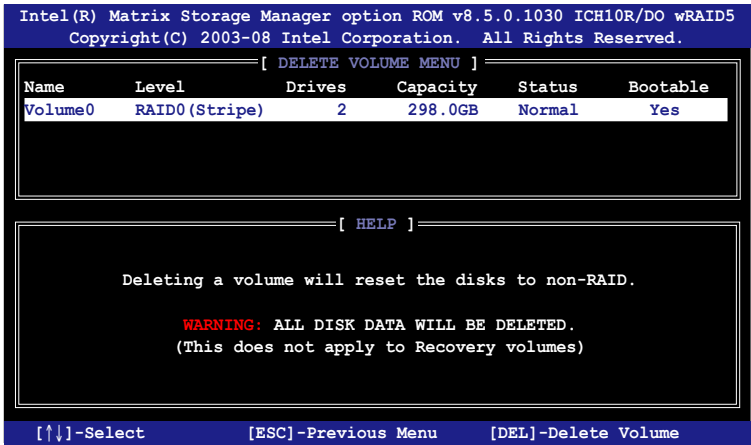 Intel(R) Matrix Storage Manager option ROM v8.5.0.1030 ICH10R/DO wRAID5
Copyright(C) 2003-08 Intel Corporation. All Rights Reserved.
[ DELETE VOLUME MENU ]
Name Level Drives Capacity Status Bootable
Volume0 RAID0(Stripe) 2 298.0GB Normal Yes
[ HELP ]
Deleting a volume will reset the disks to non-RAID.
WARNING: ALL DISK DATA WILL BE DELETED.
(This does not apply to Recovery volumes)
[↑↓]-Select [ESC]-Previous Menu [DEL]-Delete Volume